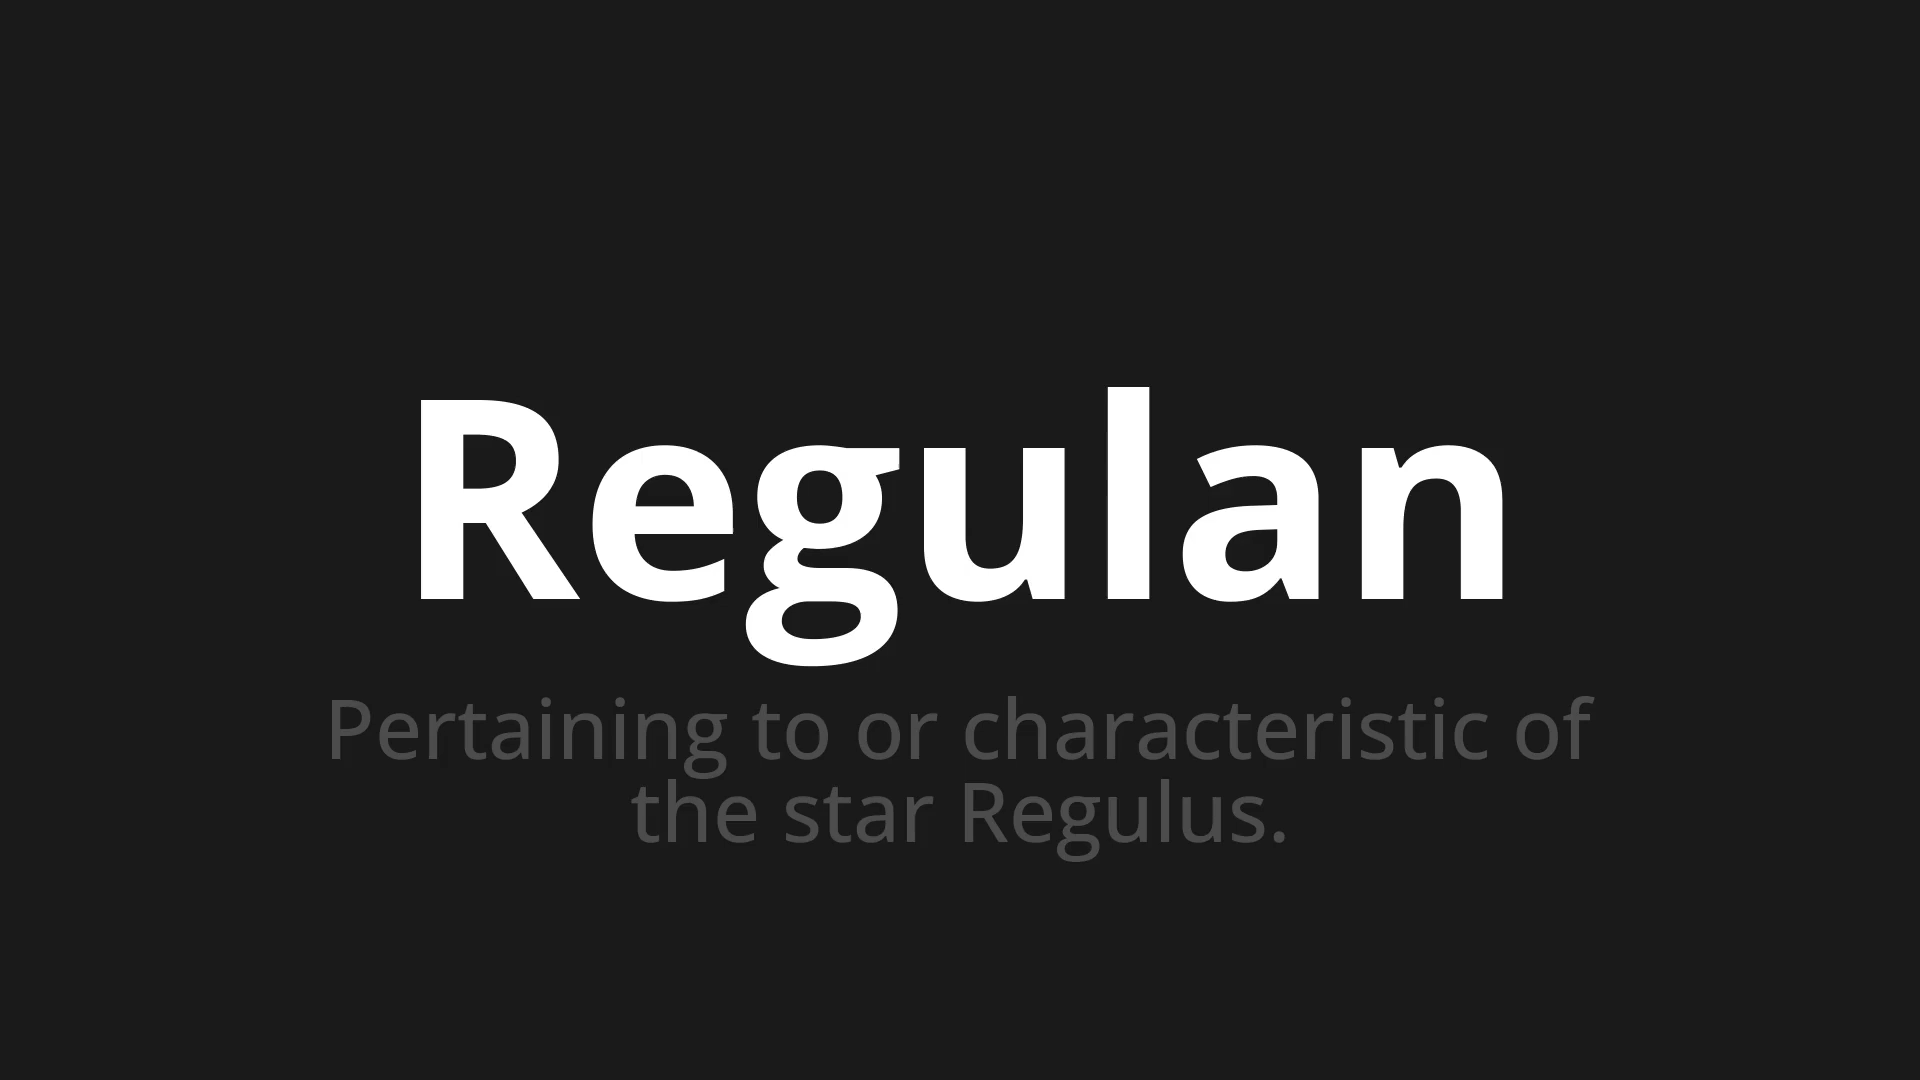 Regulan
Pertaining to or characteristic of
the star Regulus.